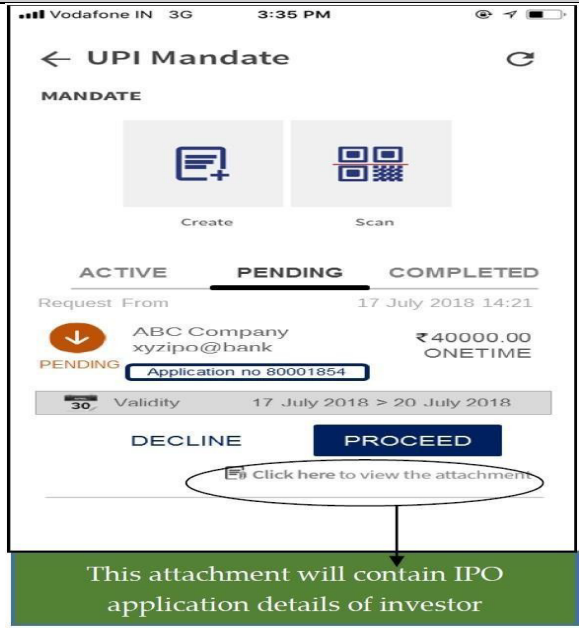 Vodafone IN 3G 3:35 PM
← UPI Mandate
MANDATE
Create Scan
ACTIVE PENDING COMPLETED
Request From 17 July 2018 14:21
ABC Company ₹40000.00
xyzipo@bank ONETIME
PENDING
Application no 80001854
30 Validity 17 July 2018 > 20 July 2018
DECLINE PROCEED
Click here to view the attachment
This attachment will contain IPO
application details of investor